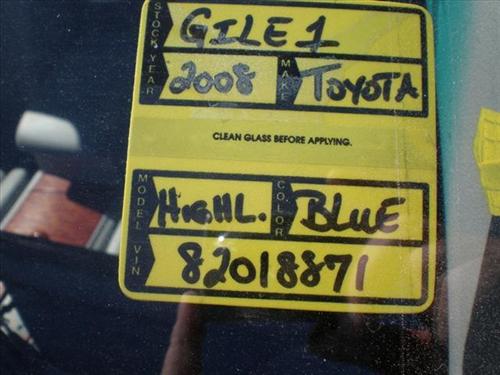 STOCK GILE 1
YEAR 2008 MAKE TOYOTA
CLEAN GLASS BEFORE APPLYING.
MODEL HIGHL. COLOR BLUE
VIN 82018871